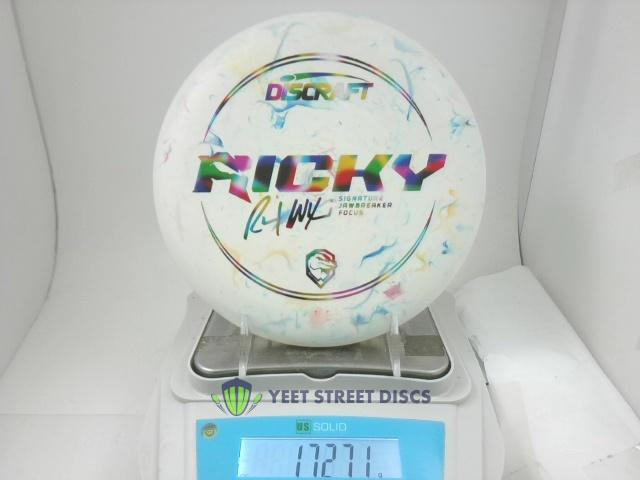 DISCRAFT
RICKY
SIGNATURE
JAWBREAKER
FOCUS
YEET STREET DISCS
US SOLID
172.71 g